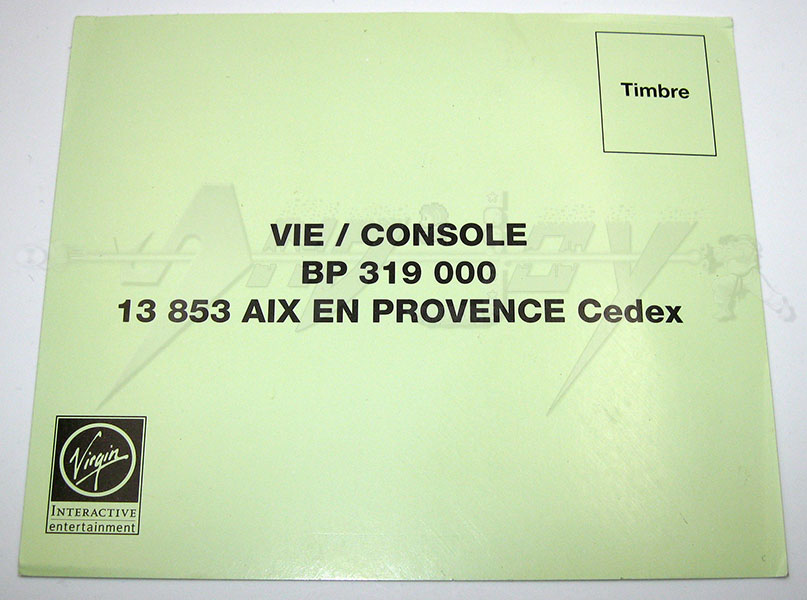 Timbre
VIE / CONSOLE
BP 319 000
13 853 AIX EN PROVENCE Cedex
Virgin
INTERACTIVE
entertainment